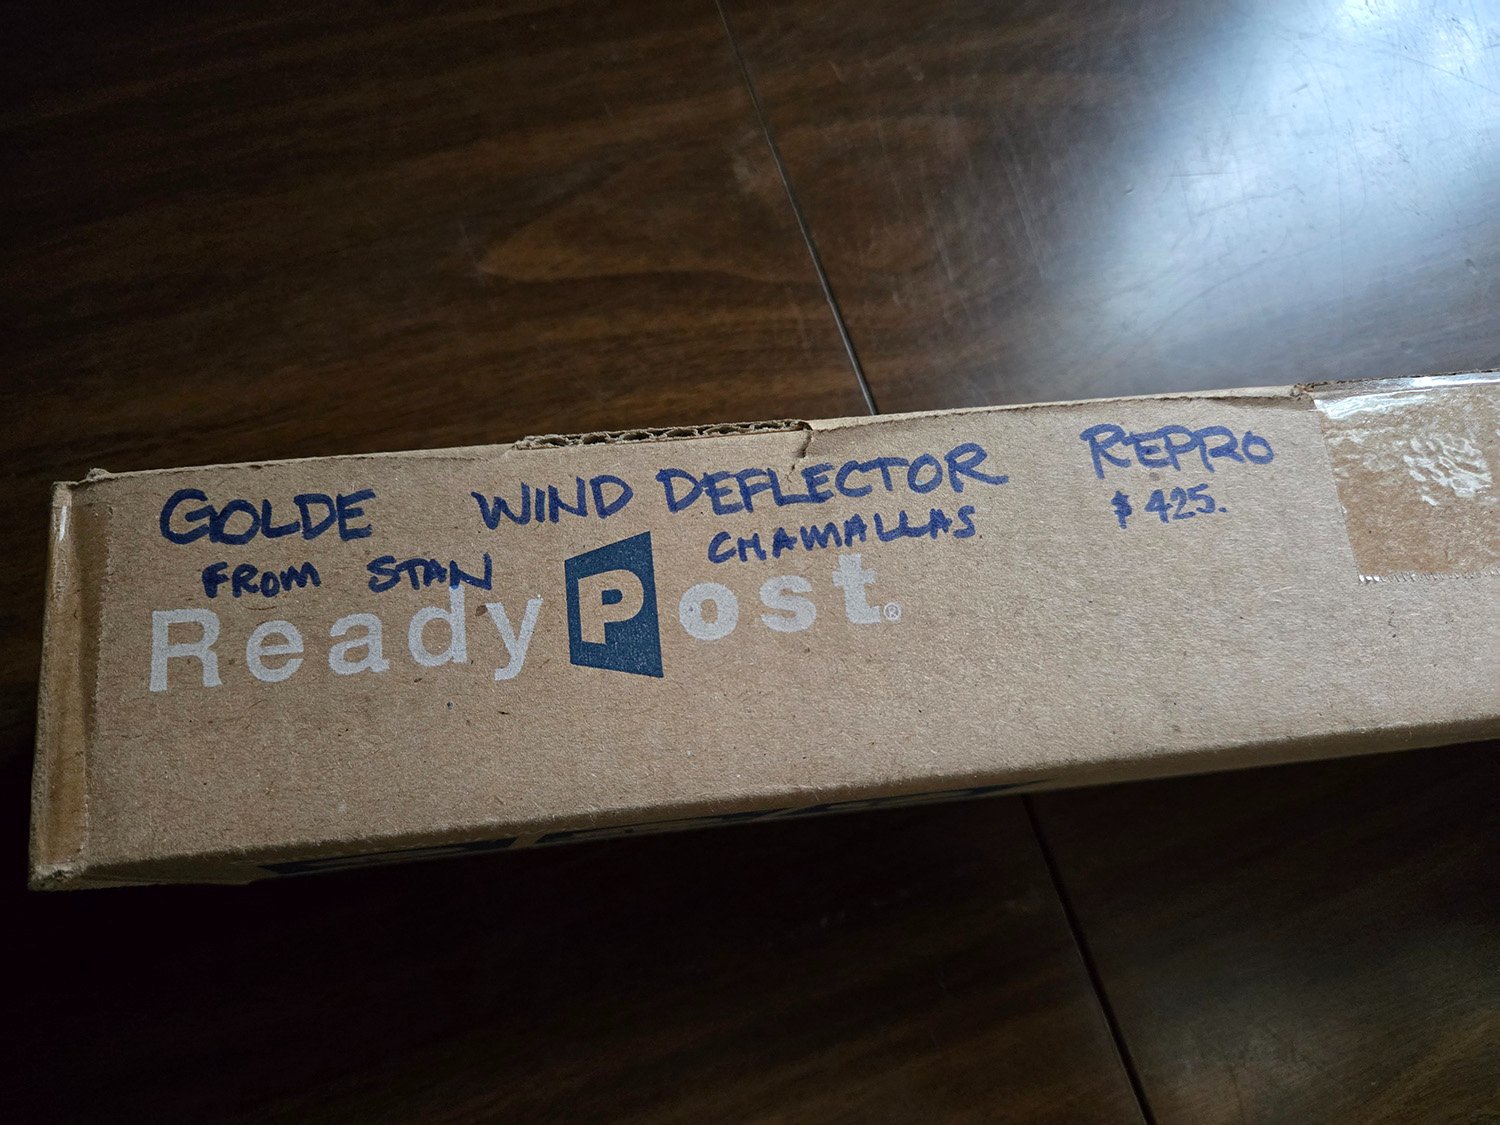 GOLDE WIND DEFLECTOR REPRO
FROM STAN CHAMALLAS $425.
ReadyPost®